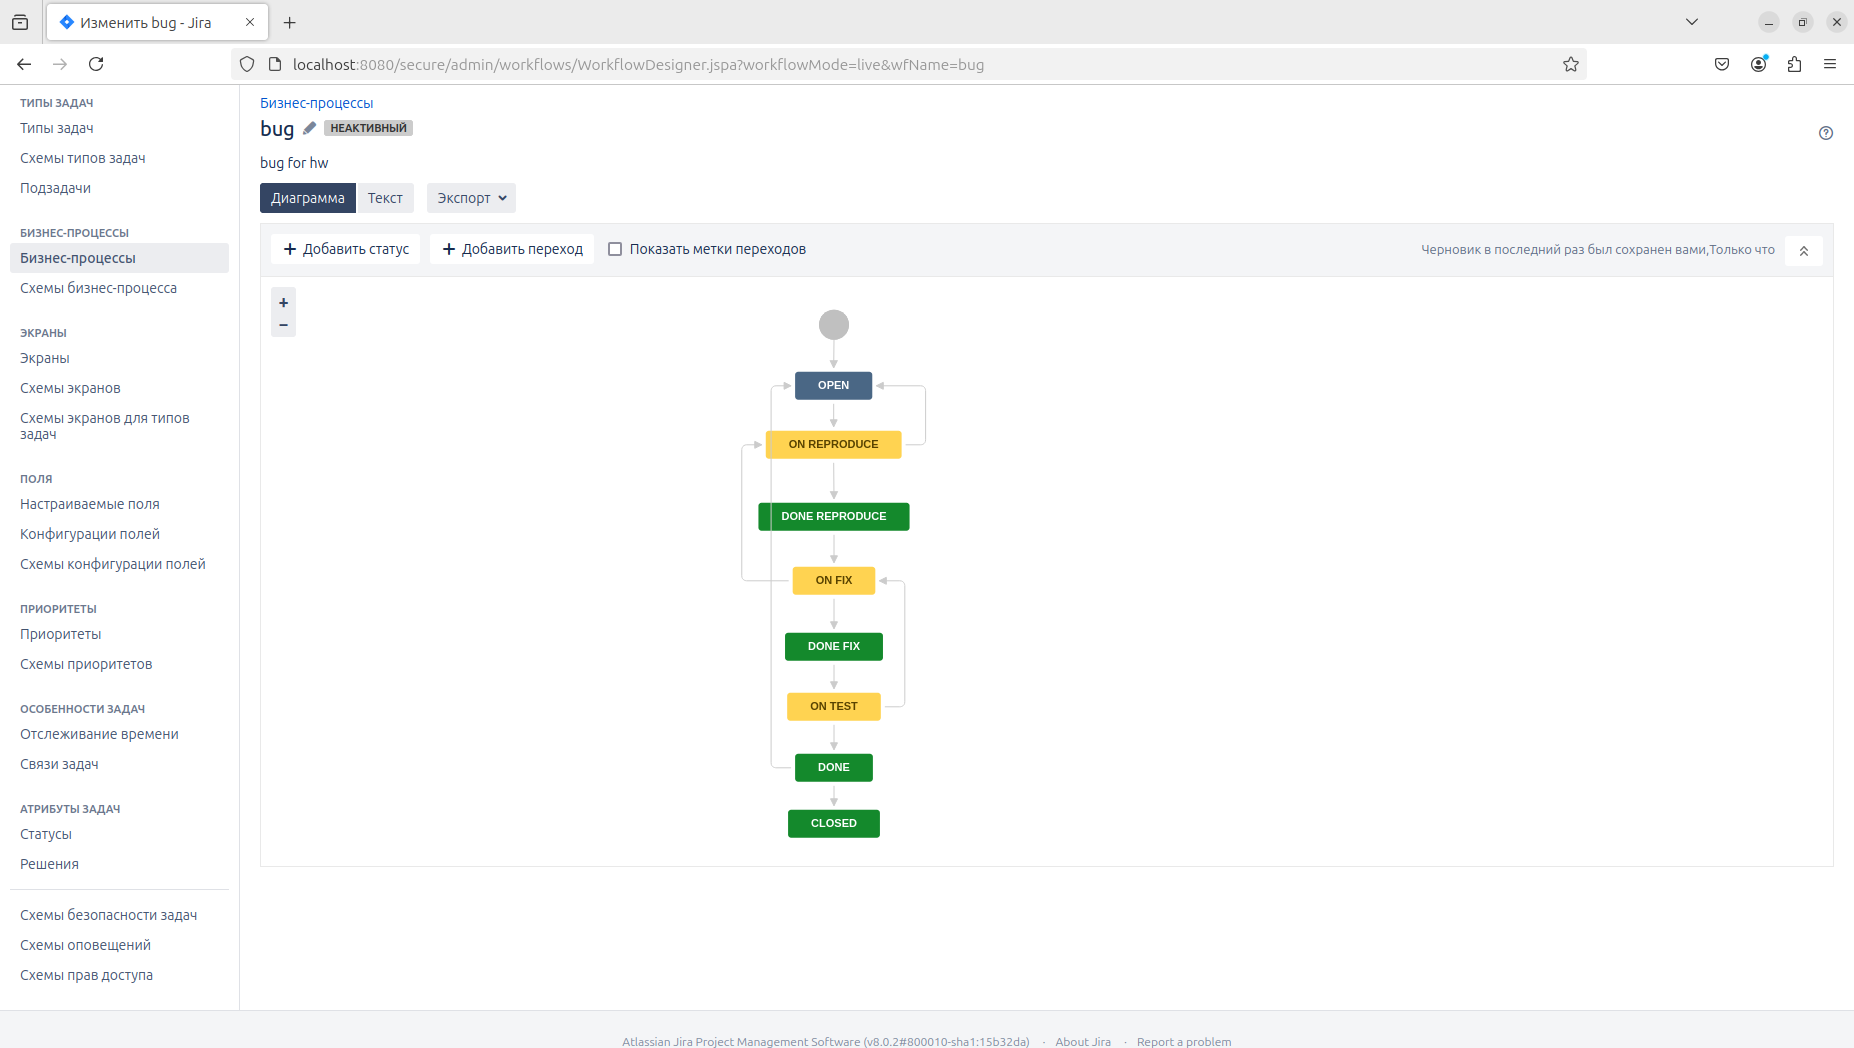 Изменить bug - Jira
localhost:8080/secure/admin/workflows/WorkflowDesigner.jspa?workflowMode=live&wfName=bug
ТИПЫ ЗАДАЧ
Типы задач
Схемы типов задач
Подзадачи
БИЗНЕС-ПРОЦЕССЫ
Бизнес-процессы
Схемы бизнес-процесса
ЭКРАНЫ
Экраны
Схемы экранов
Схемы экранов для типов
задач
ПОЛЯ
Настраиваемые поля
Конфигурации полей
Схемы конфигурации полей
ПРИОРИТЕТЫ
Приоритеты
Схемы приоритетов
ОСОБЕННОСТИ ЗАДАЧ
Отслеживание времени
Связи задач
АТРИБУТЫ ЗАДАЧ
Статусы
Решения
Схемы безопасности задач
Схемы оповещений
Схемы прав доступа
Бизнес-процессы
bug НЕАКТИВНЫЙ
bug for hw
Диаграмма Текст Экспорт
+ Добавить статус + Добавить переход Показать метки переходов Черновик в последний раз был сохранен вами,Только что
+
−
OPEN
ON REPRODUCE
DONE REPRODUCE
ON FIX
DONE FIX
ON TEST
DONE
CLOSED
Atlassian Jira Project Management Software (v8.0.2#800010-sha1:15b32da) · About Jira · Report a problem